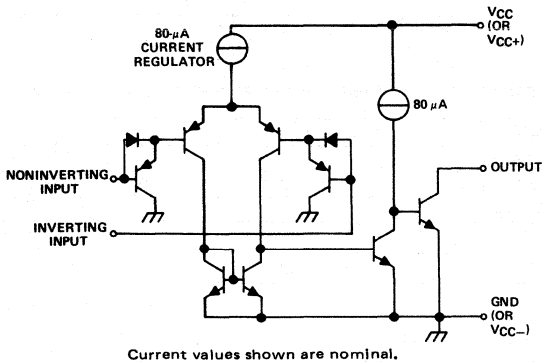 80-µA
CURRENT
REGULATOR
VCC
(OR
VCC+)
80 µA
NONINVERTING
INPUT
INVERTING
INPUT
OUTPUT
GND
(OR
VCC−)
Current values shown are nominal.